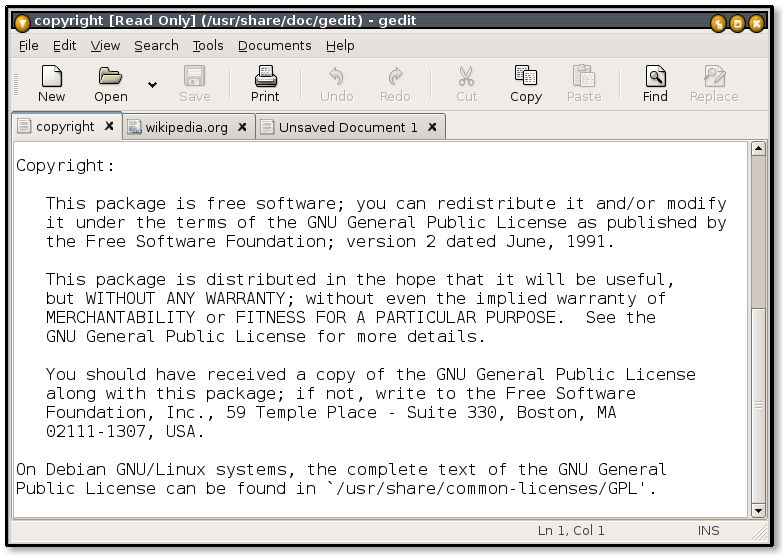 copyright [Read Only] (/usr/share/doc/gedit) - gedit
File Edit View Search Tools Documents Help
New Open Save Print Undo Redo Cut Copy Paste Find Replace
copyright wikipedia.org Unsaved Document 1
Copyright:
This package is free software; you can redistribute it and/or modify
it under the terms of the GNU General Public License as published by
the Free Software Foundation; version 2 dated June, 1991.
This package is distributed in the hope that it will be useful,
but WITHOUT ANY WARRANTY; without even the implied warranty of
MERCHANTABILITY or FITNESS FOR A PARTICULAR PURPOSE.  See the
GNU General Public License for more details.
You should have received a copy of the GNU General Public License
along with this package; if not, write to the Free Software
Foundation, Inc., 59 Temple Place - Suite 330, Boston, MA
02111-1307, USA.
On Debian GNU/Linux systems, the complete text of the GNU General
Public License can be found in `/usr/share/common-licenses/GPL'.
Ln 1, Col 1 INS